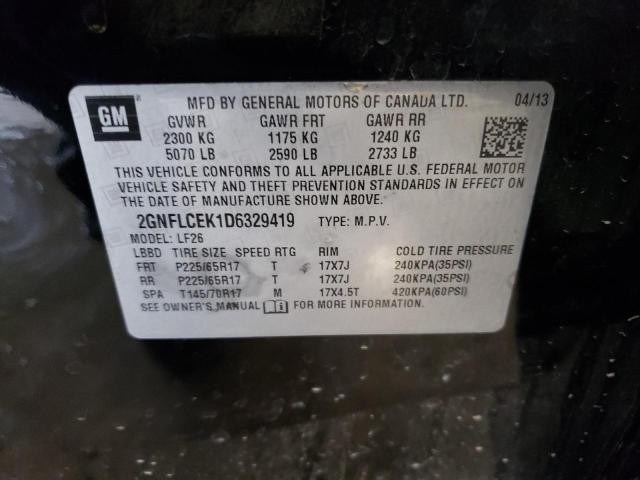 GM
MFD BY GENERAL MOTORS OF CANADA LTD. 04/13
GVWR GAWR FRT GAWR RR
2300 KG 1175 KG 1240 KG
5070 LB 2590 LB 2733 LB
THIS VEHICLE CONFORMS TO ALL APPLICABLE U.S. FEDERAL MOTOR
VEHICLE SAFETY AND THEFT PREVENTION STANDARDS IN EFFECT ON
THE DATE OF MANUFACTURE SHOWN ABOVE.
2GNFLCEK1D6329419 TYPE: M.P.V.
MODEL: LF26
LBBD TIRE SIZE SPEED RTG RIM COLD TIRE PRESSURE
FRT P225/65R17 T 17X7J 240KPA(35PSI)
RR P225/65R17 T 17X7J 240KPA(35PSI)
SPA T145/70R17 M 17X4.5T 420KPA(60PSI)
SEE OWNER'S MANUAL FOR MORE INFORMATION.